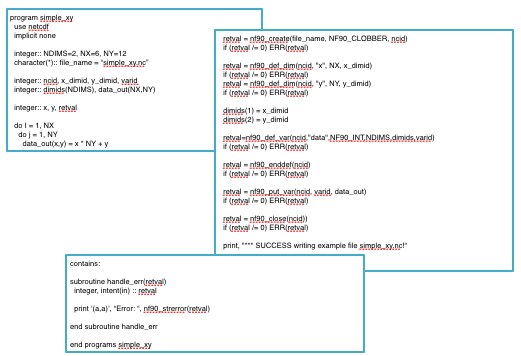 program simple_xy
use netcdf
implicit none
integer:: NDIMS=2, NX=6, NY=12
character(*):: file_name = "simple_xy.nc"
integer:: ncid, x_dimid, y_dimid, varid
integer:: dimids(NDIMS), data_out(NX,NY)
integer:: x, y, retval
do I = 1, NX
do j = 1, NY
data_out(x,y) = x * NY + y
retval = nf90_create(file_name, NF90_CLOBBER, ncid)
if (retval /= 0) ERR(retval)
retval = nf90_def_dim(ncid, "x", NX, x_dimid)
if (retval /= 0) ERR(retval)
retval = nf90_def_dim(ncid, "y", NY, y_dimid)
if (retval /= 0) ERR(retval)
dimids(1) = x_dimid
dimids(2) = y_dimid
retval=nf90_def_var(ncid,"data",NF90_INT,NDIMS,dimids,varid)
if (retval /= 0) ERR(retval)
retval = nf90_enddef(ncid)
if (retval /= 0) ERR(retval)
retval = nf90_put_var(ncid, varid, data_out)
if (retval /= 0) ERR(retval)
retval = nf90_close(ncid))
if (retval /= 0) ERR(retval)
print, "*** SUCCESS writing example file simple_xy.nc!"
contains:
subroutine handle_err(retval)
integer, intent(in) :: retval
print '(a,a)', "Error: ", nf90_strerror(retval)
end subroutine handle_err
end programs simple_xy